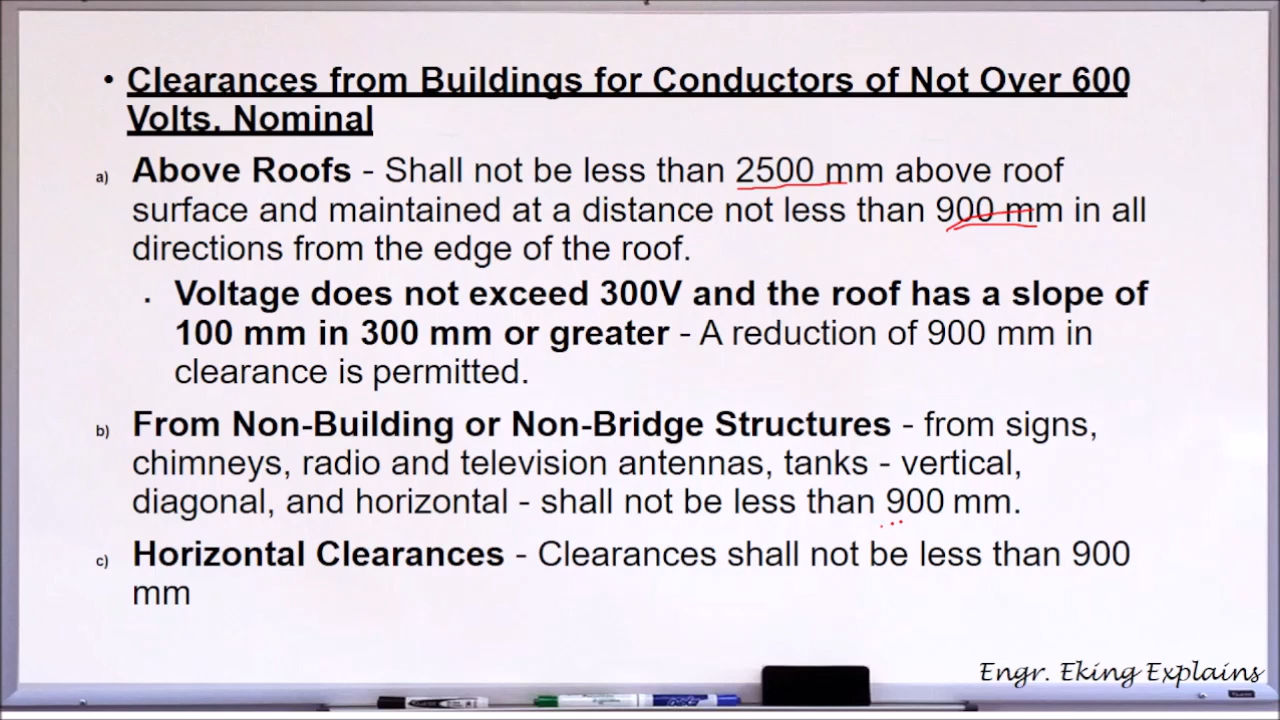 • Clearances from Buildings for Conductors of Not Over 600
Volts, Nominal
a) Above Roofs - Shall not be less than 2500 mm above roof
surface and maintained at a distance not less than 900 mm in all
directions from the edge of the roof.
▪ Voltage does not exceed 300V and the roof has a slope of
100 mm in 300 mm or greater - A reduction of 900 mm in
clearance is permitted.
b) From Non-Building or Non-Bridge Structures - from signs,
chimneys, radio and television antennas, tanks - vertical,
diagonal, and horizontal - shall not be less than 900 mm.
c) Horizontal Clearances - Clearances shall not be less than 900
mm
Engr. Eking Explains